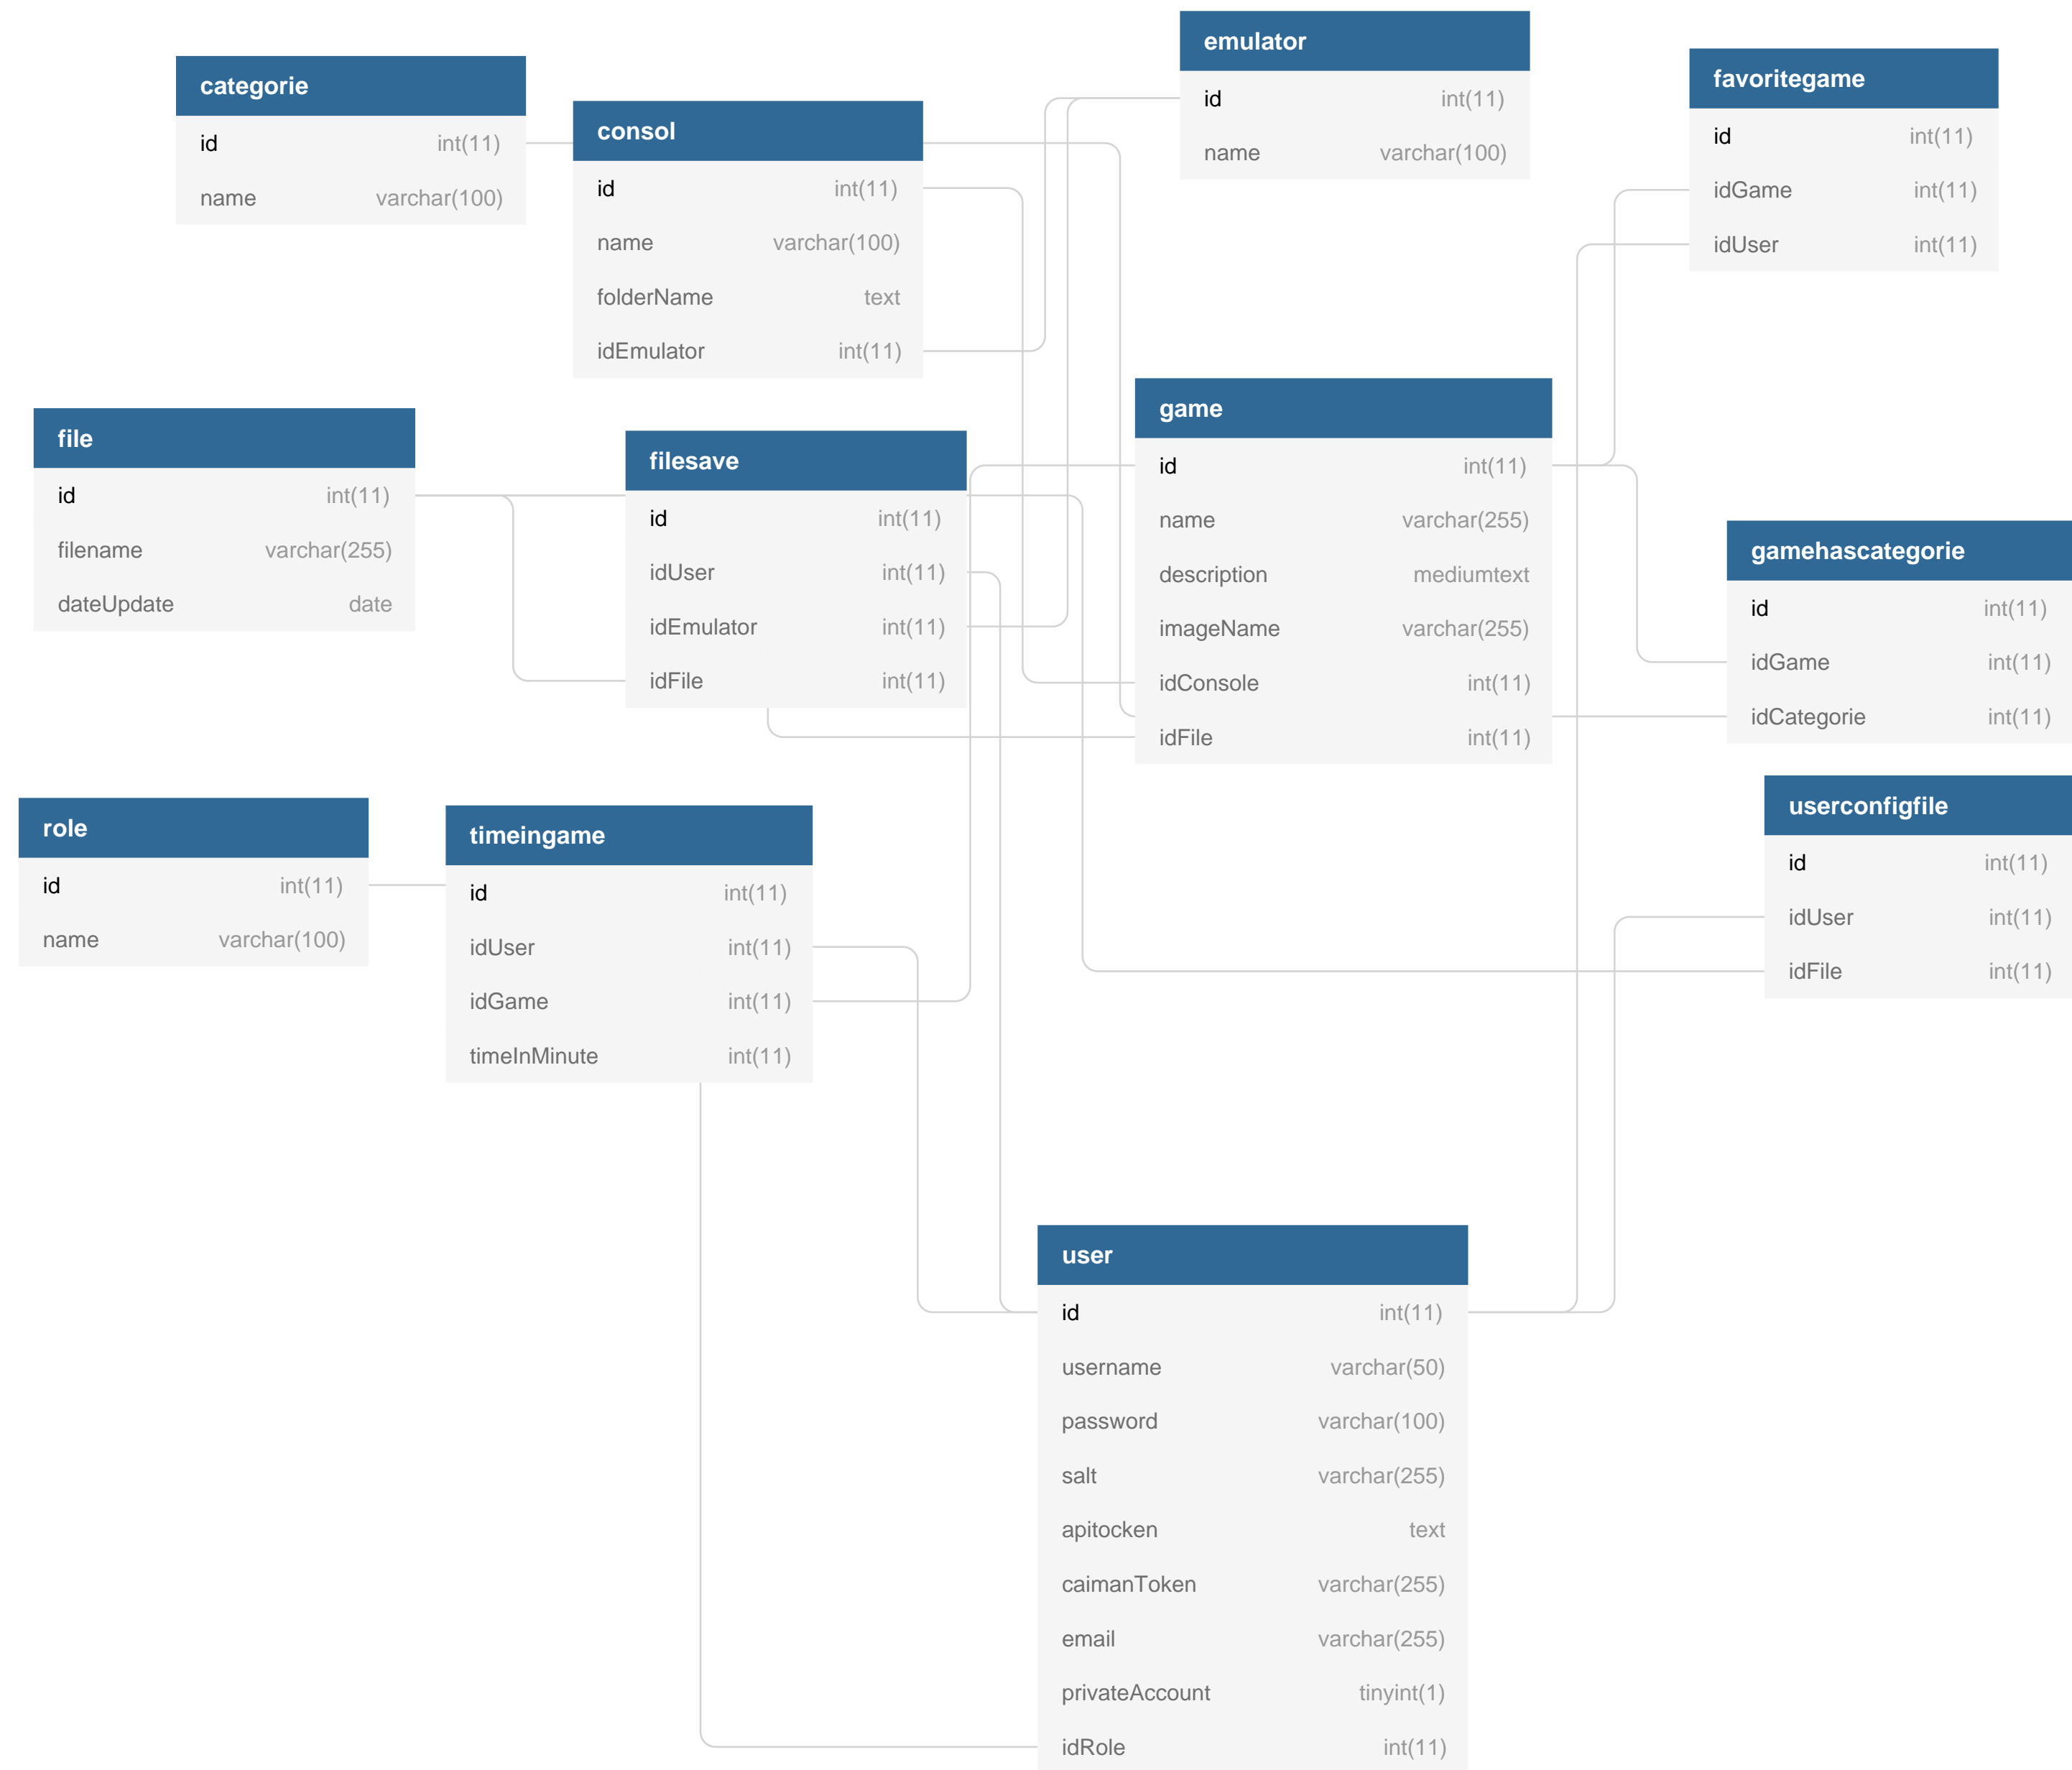 emulator
id int(11)
name varchar(100)
favoritegame
id int(11)
idGame int(11)
idUser int(11)
categorie
id int(11)
name varchar(100)
consol
id int(11)
name varchar(100)
folderName text
idEmulator int(11)
game
id int(11)
name varchar(255)
description mediumtext
imageName varchar(255)
idConsole int(11)
idFile int(11)
file
id int(11)
filename varchar(255)
dateUpdate date
filesave
id int(11)
idUser int(11)
idEmulator int(11)
idFile int(11)
gamehascategorie
id int(11)
idGame int(11)
idCategorie int(11)
userconfigfile
id int(11)
idUser int(11)
idFile int(11)
role
id int(11)
name varchar(100)
timeingame
id int(11)
idUser int(11)
idGame int(11)
timeInMinute int(11)
user
id int(11)
username varchar(50)
password varchar(100)
salt varchar(255)
apitocken text
caimanToken varchar(255)
email varchar(255)
privateAccount tinyint(1)
idRole int(11)